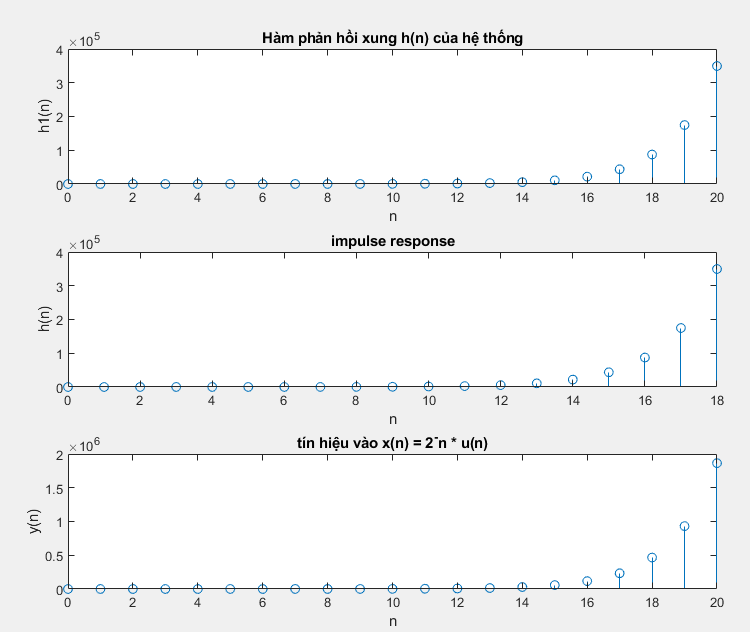 Hàm phản hồi xung h(n) của hệ thống
×10^5
4
3
2
1
0
h1(n)
0 2 4 6 8 10 12 14 16 18 20
n
impulse response
×10^5
4
3
2
1
0
h(n)
0 2 4 6 8 10 12 14 16 18
n
tín hiệu vào x(n) = 2^-n * u(n)
×10^6
2
1.5
1
0.5
0
y(n)
0 2 4 6 8 10 12 14 16 18 20
n